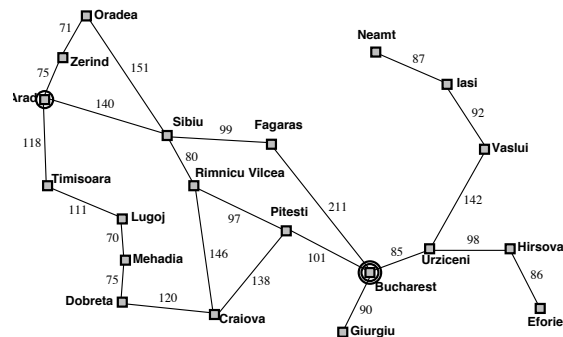 Oradea
71
Neamt
Zerind
87
75
151
Iasi
Arad
140
92
Sibiu
99
Fagaras
118
80
Vaslui
Rimnicu Vilcea
Timisoara
211
142
111
Lugoj
97
Pitesti
70
146
101
85
98
Hirsova
Mehadia
138
Urziceni
75
86
Bucharest
Dobreta
120
90
Craiova
Eforie
Giurgiu